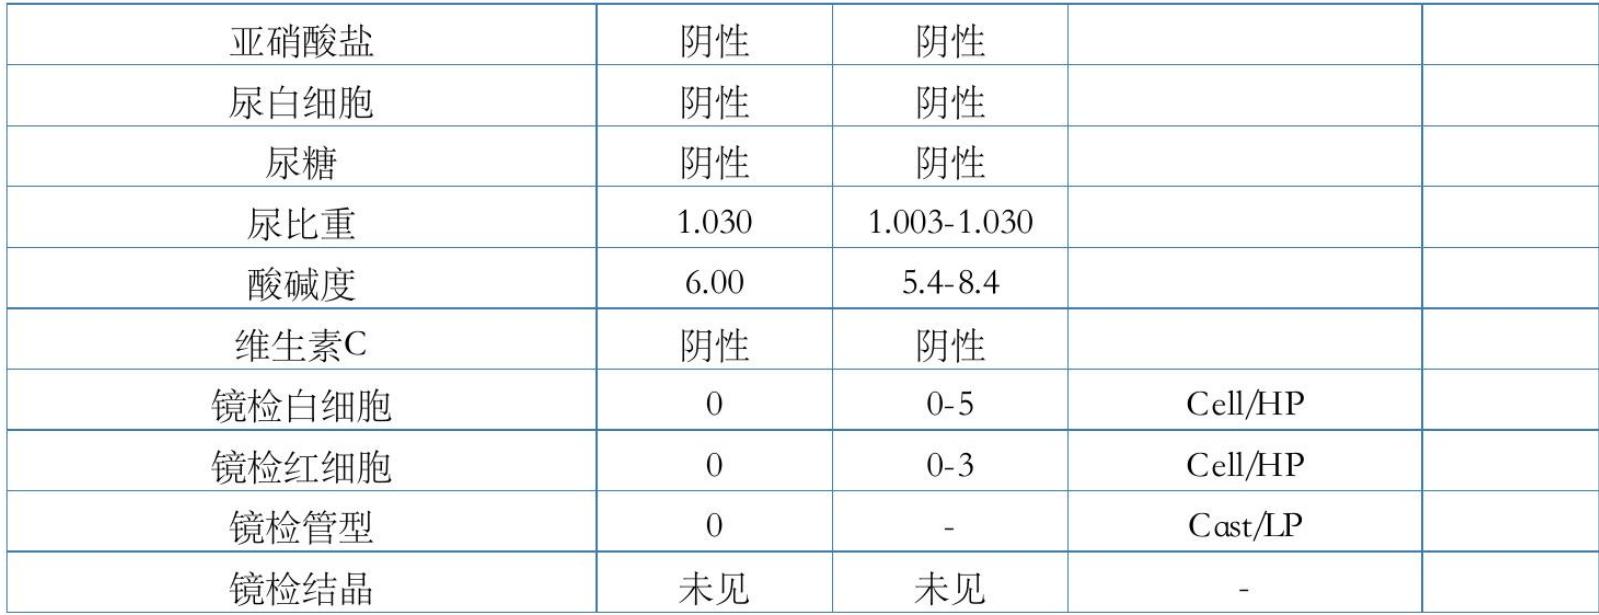 亚硝酸盐 阴性 阴性
尿白细胞 阴性 阴性
尿糖 阴性 阴性
尿比重 1.030 1.003-1.030
酸碱度 6.00 5.4-8.4
维生素C 阴性 阴性
镜检白细胞 0 0-5 Cell/HP
镜检红细胞 0 0-3 Cell/HP
镜检管型 0 - Cast/LP
镜检结晶 未见 未见 -